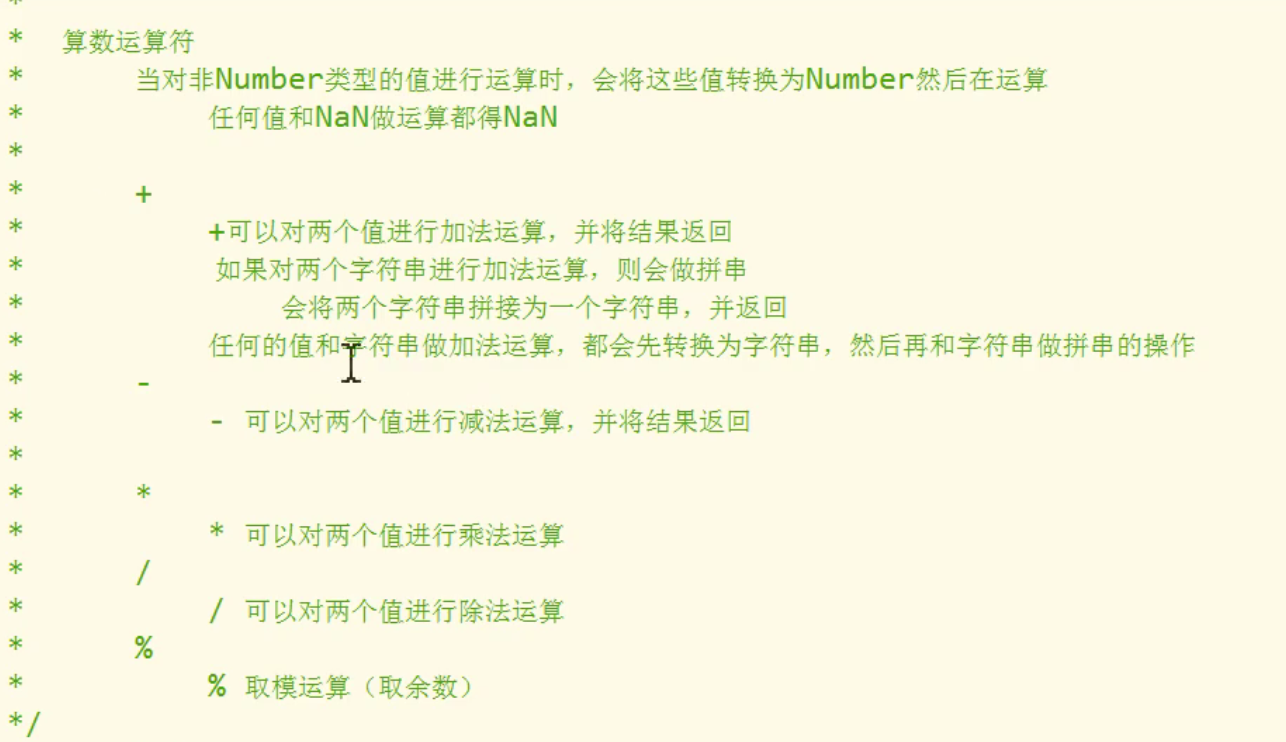 *
* 算数运算符
* 当对非Number类型的值进行运算时，会将这些值转换为Number然后在运算
* 任何值和NaN做运算都得NaN
*
* +
* +可以对两个值进行加法运算，并将结果返回
* 如果对两个字符串进行加法运算，则会做拼串
* 会将两个字符串拼接为一个字符串，并返回
* 任何的值和字符串做加法运算，都会先转换为字符串，然后再和字符串做拼串的操作
* -
* - 可以对两个值进行减法运算，并将结果返回
*
* *
* * 可以对两个值进行乘法运算
* /
* / 可以对两个值进行除法运算
* %
* % 取模运算（取余数）
*/